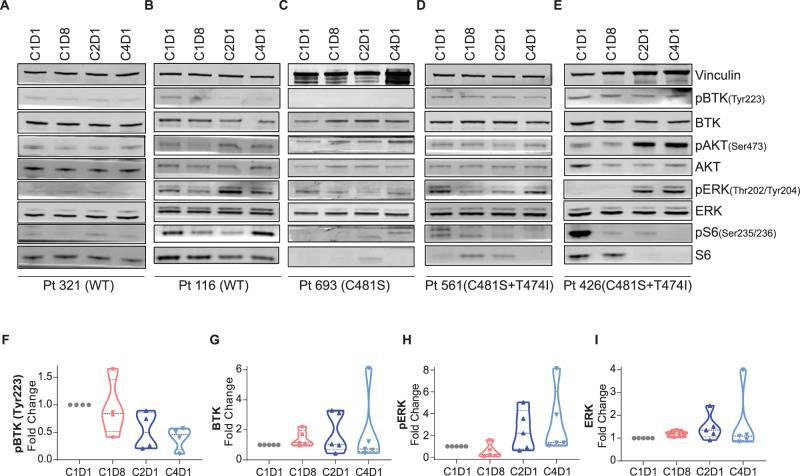 A B C D E
C1D1 C1D8 C2D1 C4D1 C1D1 C1D8 C2D1 C4D1 C1D1 C1D8 C2D1 C4D1 C1D1 C1D8 C2D1 C4D1 C1D1 C1D8 C2D1 C4D1
Vinculin
pBTK(Tyr223)
BTK
pAKT(Ser473)
AKT
pERK(Thr202/Tyr204)
ERK
pS6(Ser235/236)
S6
Pt 321 (WT) Pt 116 (WT) Pt 693 (C481S) Pt 561(C481S+T474I) Pt 426(C481S+T474I)
F
pBTK (Tyr223)
Fold Change
1.5
1.0
0.5
0.0
C1D1 C1D8 C2D1 C4D1
G
BTK
Fold Change
6
4
2
0
C1D1 C1D8 C2D1 C4D1
H
pERK
Fold Change
8
6
4
2
0
C1D1 C1D8 C2D1 C4D1
I
ERK
Fold Change
4
3
2
1
0
C1D1 C1D8 C2D1 C4D1